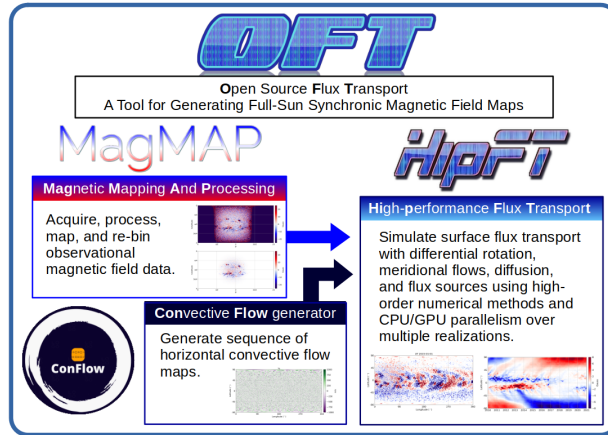 OFT
Open Source Flux Transport
A Tool for Generating Full-Sun Synchronic Magnetic Field Maps
MagMAP
HipFT
Magnetic Mapping And Processing
Acquire, process,
map, and re-bin
observational
magnetic field data.
High-performance Flux Transport
Simulate surface flux transport
with differential rotation,
meridional flows, diffusion,
and flux sources using high-
order numerical methods and
CPU/GPU parallelism over
multiple realizations.
ConFlow
Convective Flow generator
Generate sequence of
horizontal convective flow
maps.